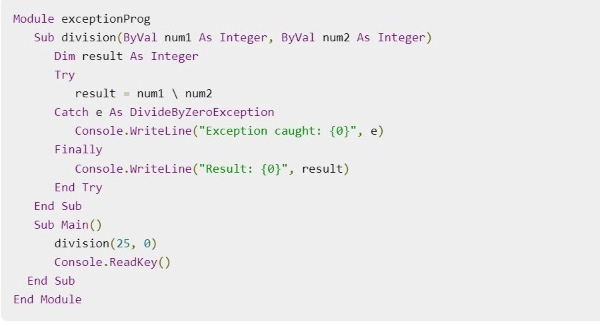 Module exceptionProg
   Sub division(ByVal num1 As Integer, ByVal num2 As Integer)
      Dim result As Integer
      Try
         result = num1 \ num2
      Catch e As DivideByZeroException
         Console.WriteLine("Exception caught: {0}", e)
      Finally
         Console.WriteLine("Result: {0}", result)
      End Try
   End Sub
   Sub Main()
      division(25, 0)
      Console.ReadKey()
  End Sub
End Module